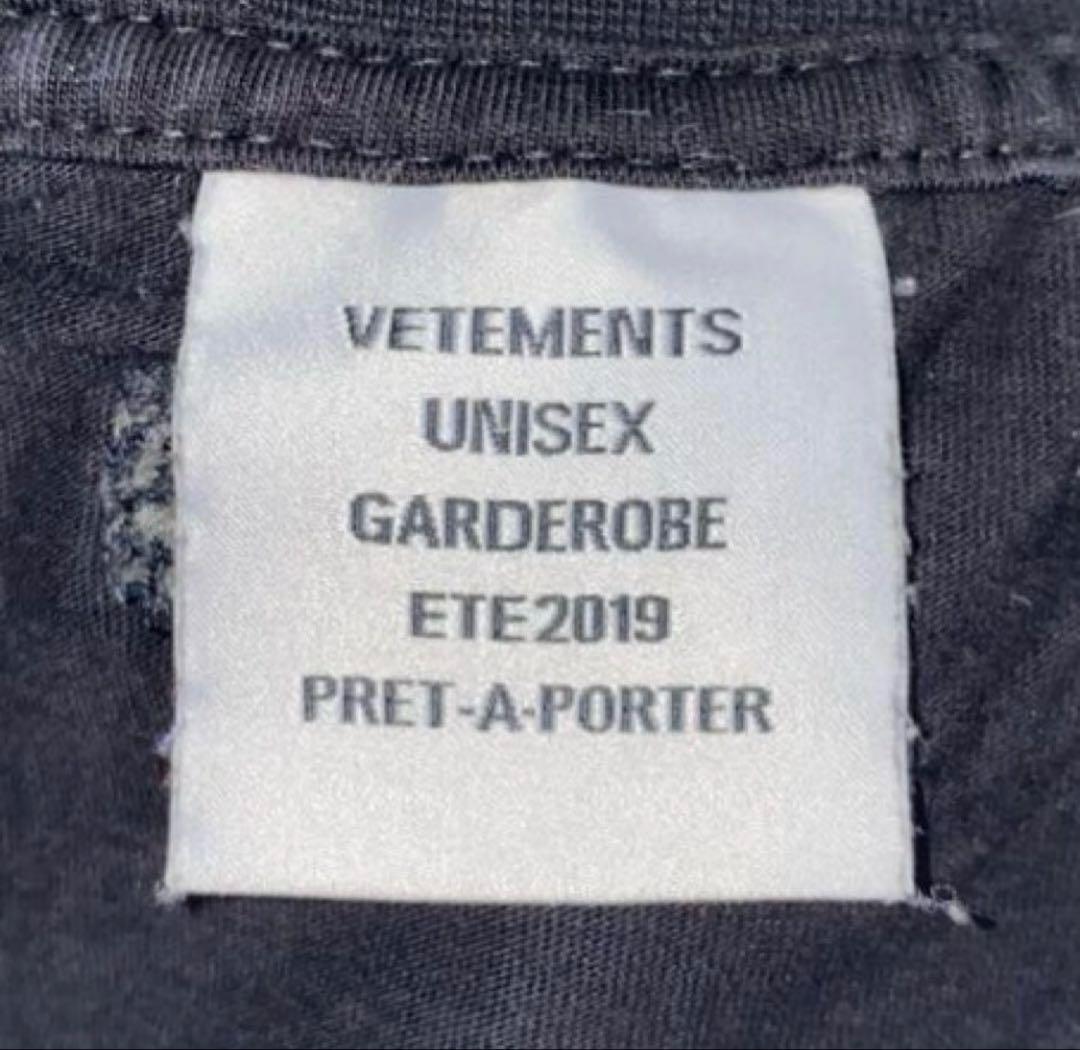 VETEMENTS
UNISEX
GARDEROBE
ETE2019
PRET-A-PORTER